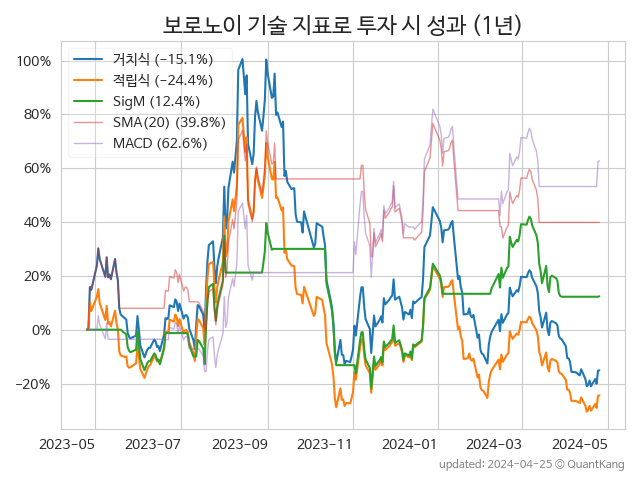 보로노이 기술 지표로 투자 시 성과 (1년)
100%
80%
60%
40%
20%
0%
−20%
거치식 (−15.1%)
적립식 (−24.4%)
SigM (12.4%)
SMA(20) (39.8%)
MACD (62.6%)
2023-05
2023-07
2023-09
2023-11
2024-01
2024-03
2024-05
updated: 2024-04-25 © QuantKang